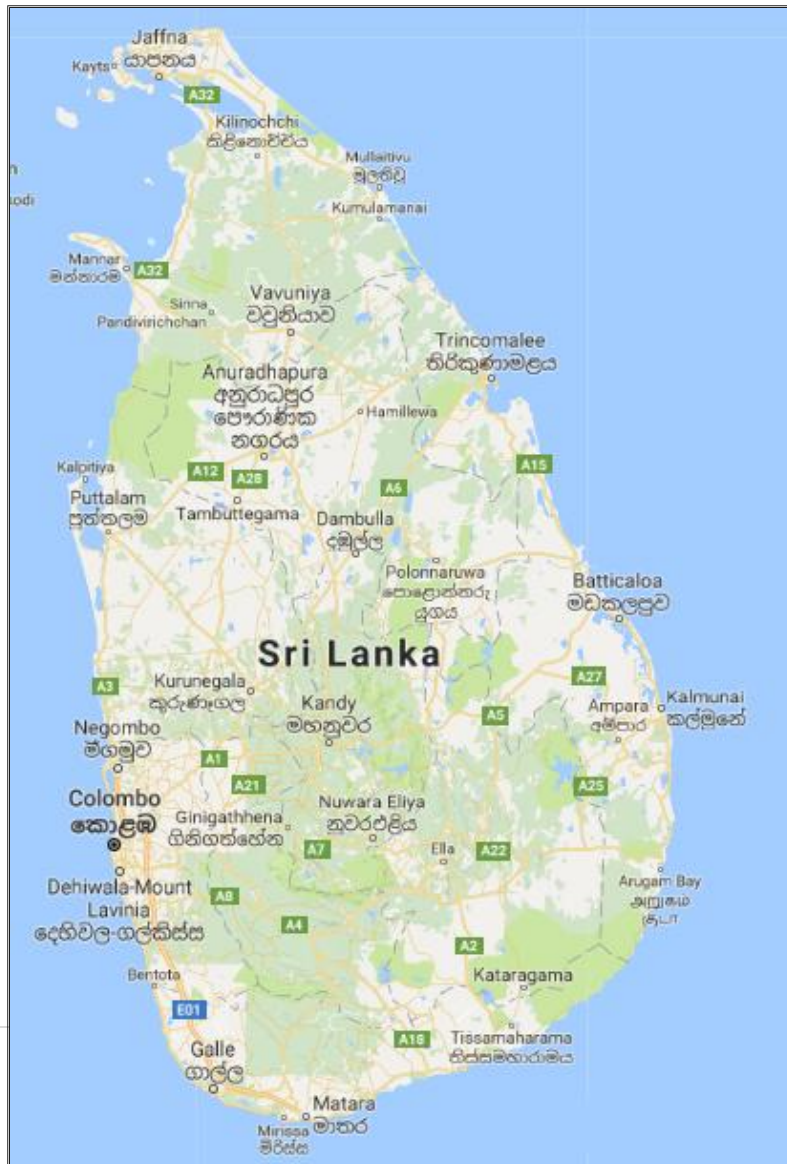 Jaffna
යාපනය
Kayts
A32
Kilinochchi
කිළිනොච්චිය
Mullaitivu
මුලතිවූ
n
sodi
Kumulamanai
Mannar
මන්නාරම
A32
Sinna
Pandivirichchan
Vavuniya
වවුනියාව
Trincomalee
තිරිකුණාමළය
Anuradhapura
අනුරාධපුර
පෞරාණික
නගරය
Hamillewa
Kalpitiya
A12
A28
A6
A15
Puttalam
පුත්තලම
Tambuttegama
Dambulla
දඹුල්ල
Polonnaruwa
පොළොන්නරු
යුගය
Batticaloa
මඩකලපුව
Sri Lanka
A3
Kurunegala
කුරුණෑගල
A27
Kandy
මහනුවර
A5
Ampara
අම්පාර
Kalmunai
කල්මුනේ
Negombo
මීගමුව
A1
A21
A25
Colombo
කොළඹ
Ginigathhena
ගිනිගත්හේන
Nuwara Eliya
නුවරඑළිය
A7
Ella
A22
Dehiwala-Mount
Lavinia
දෙහිවල-ගල්කිස්ස
A8
A4
Arugam Bay
அறுகம்
குடா
A2
Bentota
Kataragama
E01
A18
Tissamaharama
තිස්සමහාරාමය
Galle
ගාල්ල
Matara
මාතර
Mirissa
මිරිස්ස